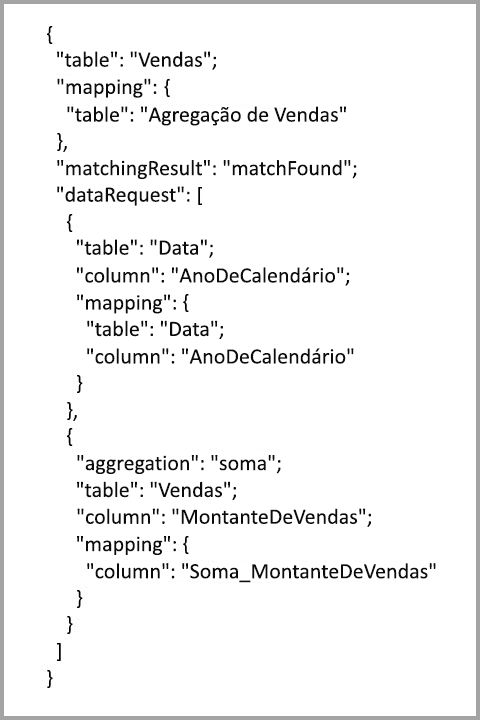 {
"table": "Vendas";
"mapping": {
"table": "Agregação de Vendas"
},
"matchingResult": "matchFound";
"dataRequest": [
{
"table": "Data";
"column": "AnoDeCalendário";
"mapping": {
"table": "Data";
"column": "AnoDeCalendário"
}
},
{
"aggregation": "soma";
"table": "Vendas";
"column": "MontanteDeVendas";
"mapping": {
"column": "Soma_MontanteDeVendas"
}
}
]
}